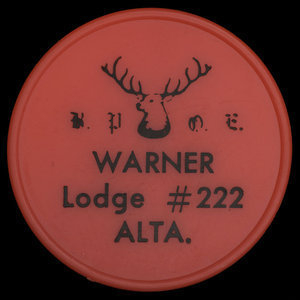 B. P. O. E.
WARNER
Lodge #222
ALTA.